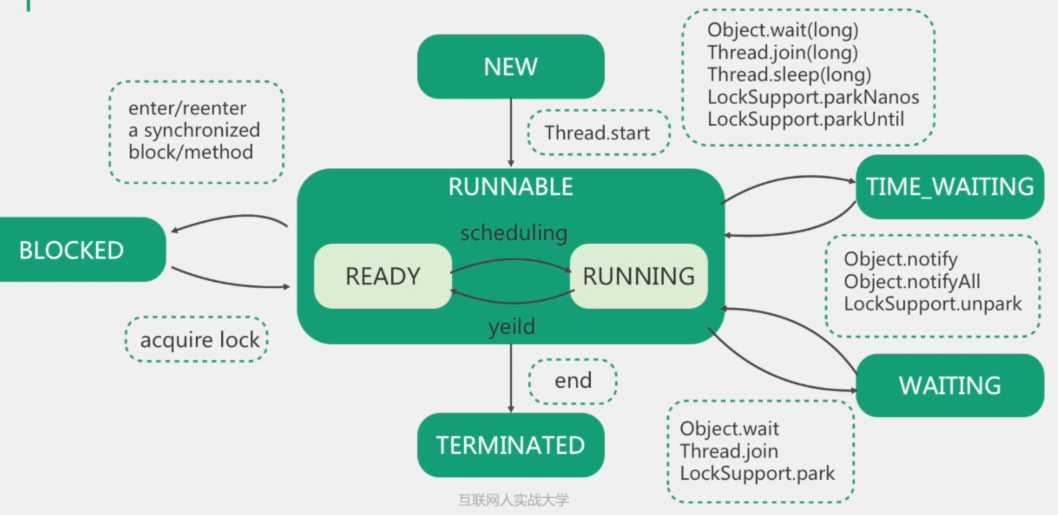 NEW
Thread.start
Object.wait(long)
Thread.join(long)
Thread.sleep(long)
LockSupport.parkNanos
LockSupport.parkUntil
enter/reenter
a synchronized
block/method
RUNNABLE
TIME_WAITING
scheduling
BLOCKED
READY
RUNNING
yeild
Object.notify
Object.notifyAll
LockSupport.unpark
acquire lock
end
WAITING
TERMINATED
Object.wait
Thread.join
LockSupport.park
互联网人实战大学